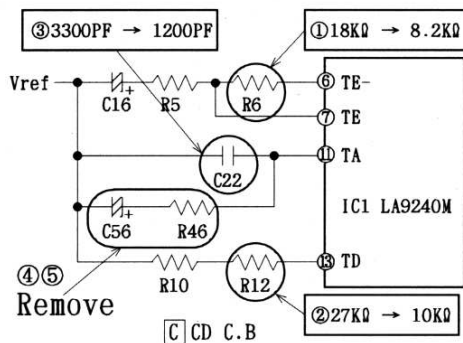 ③3300PF → 1200PF
①18KΩ → 8.2KΩ
Vref
C16
R5
R6
⑥ TE-
⑦ TE
⑪ TA
C22
IC1 LA9240M
C56
R46
④⑤
Remove
R10
R12
⑬ TD
②27KΩ → 10KΩ
C CD C.B